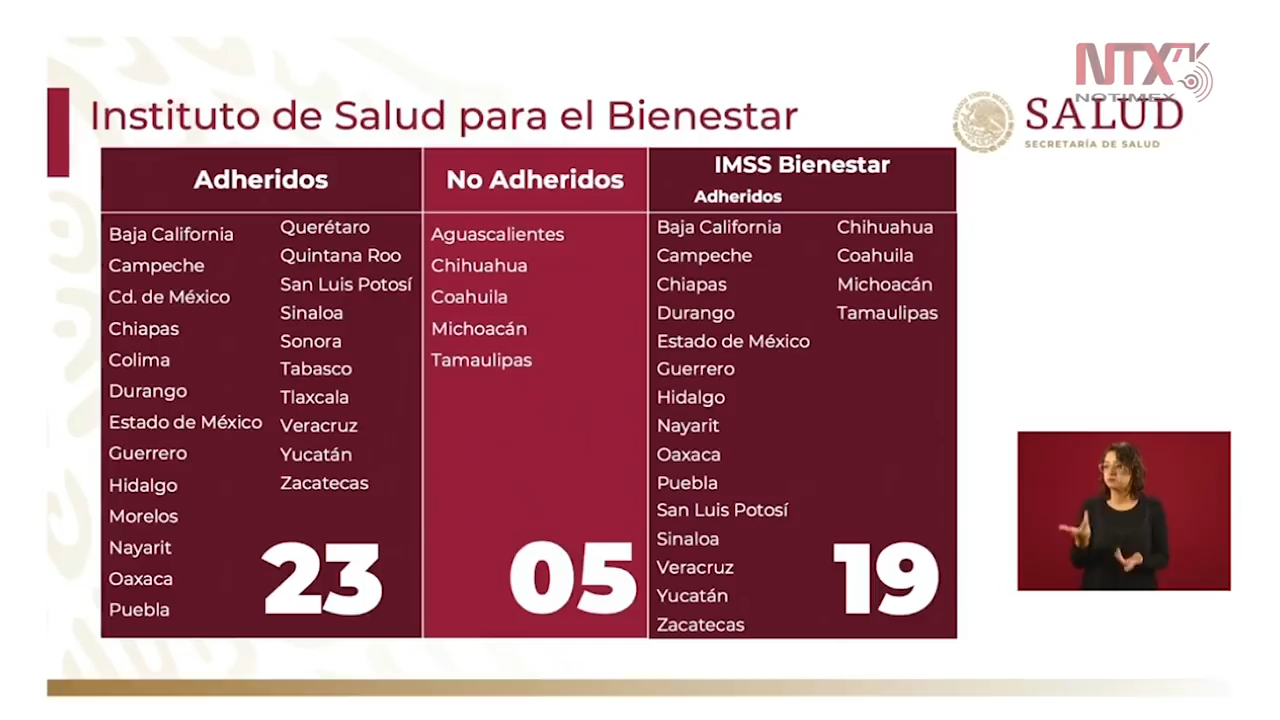 NTX
NOTIMEX
Instituto de Salud para el Bienestar
SALUD
SECRETARÍA DE SALUD
Adheridos
Baja California
Campeche
Cd. de México
Chiapas
Colima
Durango
Estado de México
Guerrero
Hidalgo
Morelos
Nayarit
Oaxaca
Puebla
Querétaro
Quintana Roo
San Luis Potosí
Sinaloa
Sonora
Tabasco
Tlaxcala
Veracruz
Yucatán
Zacatecas
23
No Adheridos
Aguascalientes
Chihuahua
Coahuila
Michoacán
Tamaulipas
05
IMSS Bienestar
Adheridos
Baja California
Campeche
Chiapas
Durango
Estado de México
Guerrero
Hidalgo
Nayarit
Oaxaca
Puebla
San Luis Potosí
Sinaloa
Veracruz
Yucatán
Zacatecas
Chihuahua
Coahuila
Michoacán
Tamaulipas
19